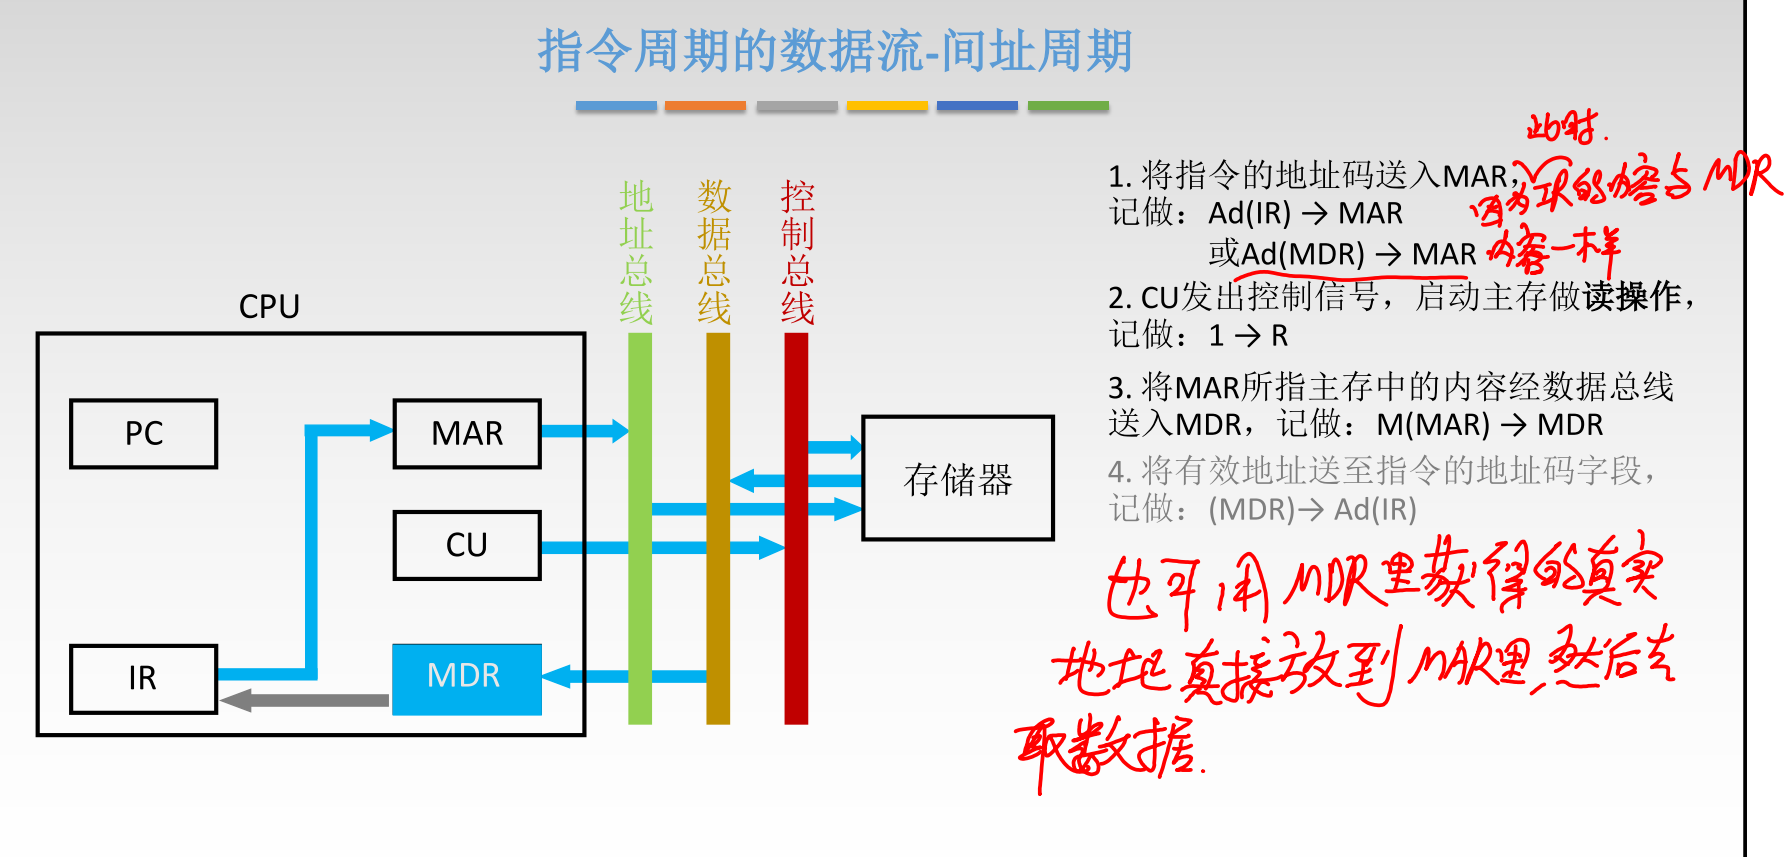 指令周期的数据流-间址周期
此时.
1. 将指令的地址码送入MAR,
因为IR的内容与MDR
记做：Ad(IR) → MAR
或Ad(MDR) → MAR
内容一样
2. CU发出控制信号，启动主存做读操作，
记做：1 → R
3. 将MAR所指主存中的内容经数据总线
送入MDR，记做：M(MAR) → MDR
4. 将有效地址送至指令的地址码字段，
记做：(MDR)→ Ad(IR)
也可用MDR里获得的真实
地址直接放到MAR里,然后去
取数据.
地址总线
数据总线
控制总线
CPU
PC
MAR
CU
IR
MDR
存储器